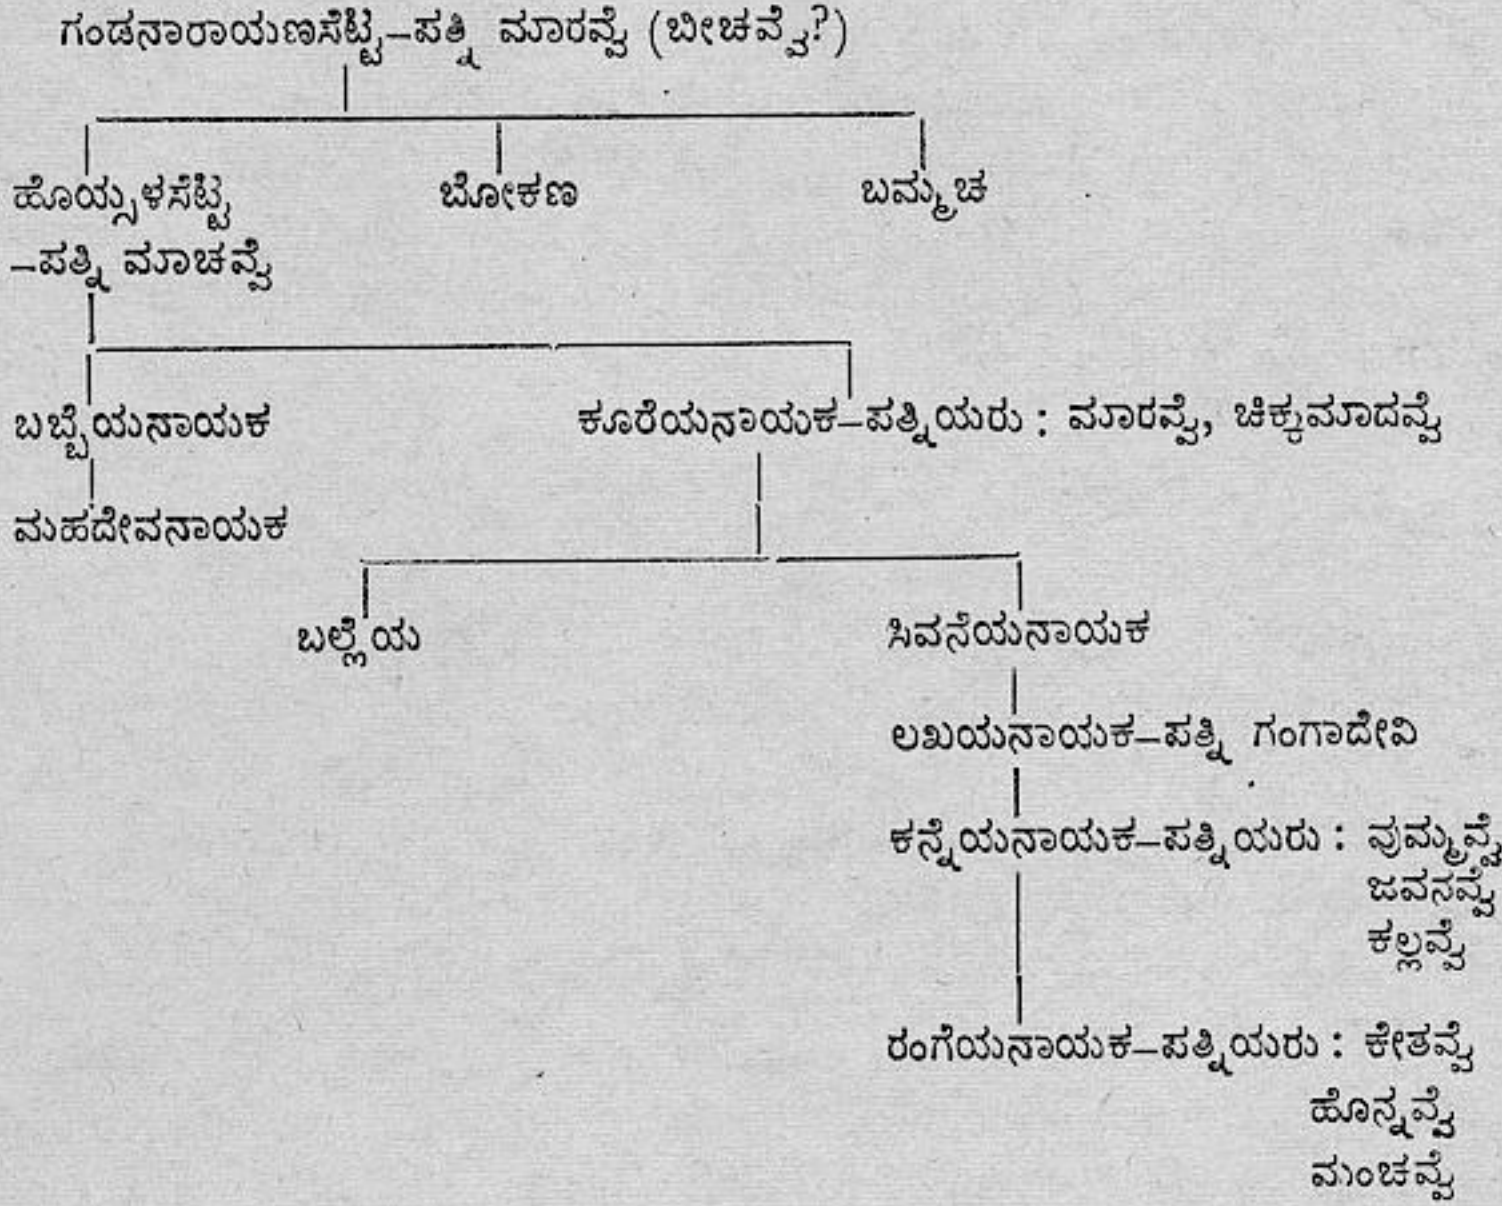 ಗಂಡನಾರಾಯಣಸೆಟ್ಟಿ–ಪತ್ನಿ ಮಾರವ್ವೆ (ಬೀಚವ್ವೆ?)
ಹೊಯ್ಸಳಸೆಟ್ಟಿ ಬೋಕಣ ಬಮ್ಮಚ
–ಪತ್ನಿ ಮಾಚವ್ವೆ
ಬಬ್ಬೆಯನಾಯಕ ಕೂರೆಯನಾಯಕ–ಪತ್ನಿಯರು : ಮಾರವ್ವೆ, ಚಿಕ್ಕಮಾದವ್ವೆ
ಮಹದೇವನಾಯಕ
ಬಲ್ಲೆಯ ಸಿವನೆಯನಾಯಕ
ಲಖಯನಾಯಕ–ಪತ್ನಿ ಗಂಗಾದೇವಿ
ಕನ್ನೆಯನಾಯಕ–ಪತ್ನಿಯರು : ವುಮ್ಮವ್ವೆ
ಜವನವ್ವೆ
ಕಲ್ಲವ್ವೆ
ರಂಗೆಯನಾಯಕ–ಪತ್ನಿಯರು : ಕೇತವ್ವೆ
ಹೊನ್ನವ್ವೆ
ಮಂಚವ್ವೆ